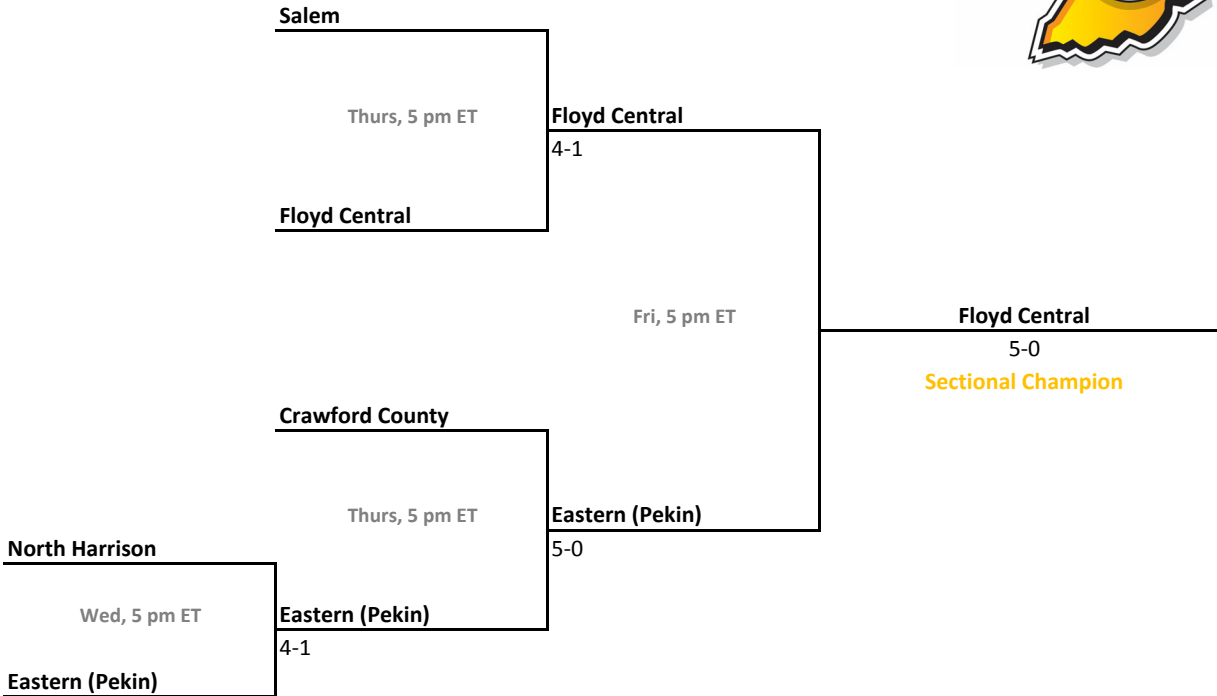 Salem
Thurs, 5 pm ET
Floyd Central
4-1
Floyd Central
Fri, 5 pm ET
Floyd Central
5-0
Sectional Champion
Crawford County
Thurs, 5 pm ET
Eastern (Pekin)
5-0
North Harrison
Wed, 5 pm ET
Eastern (Pekin)
4-1
Eastern (Pekin)